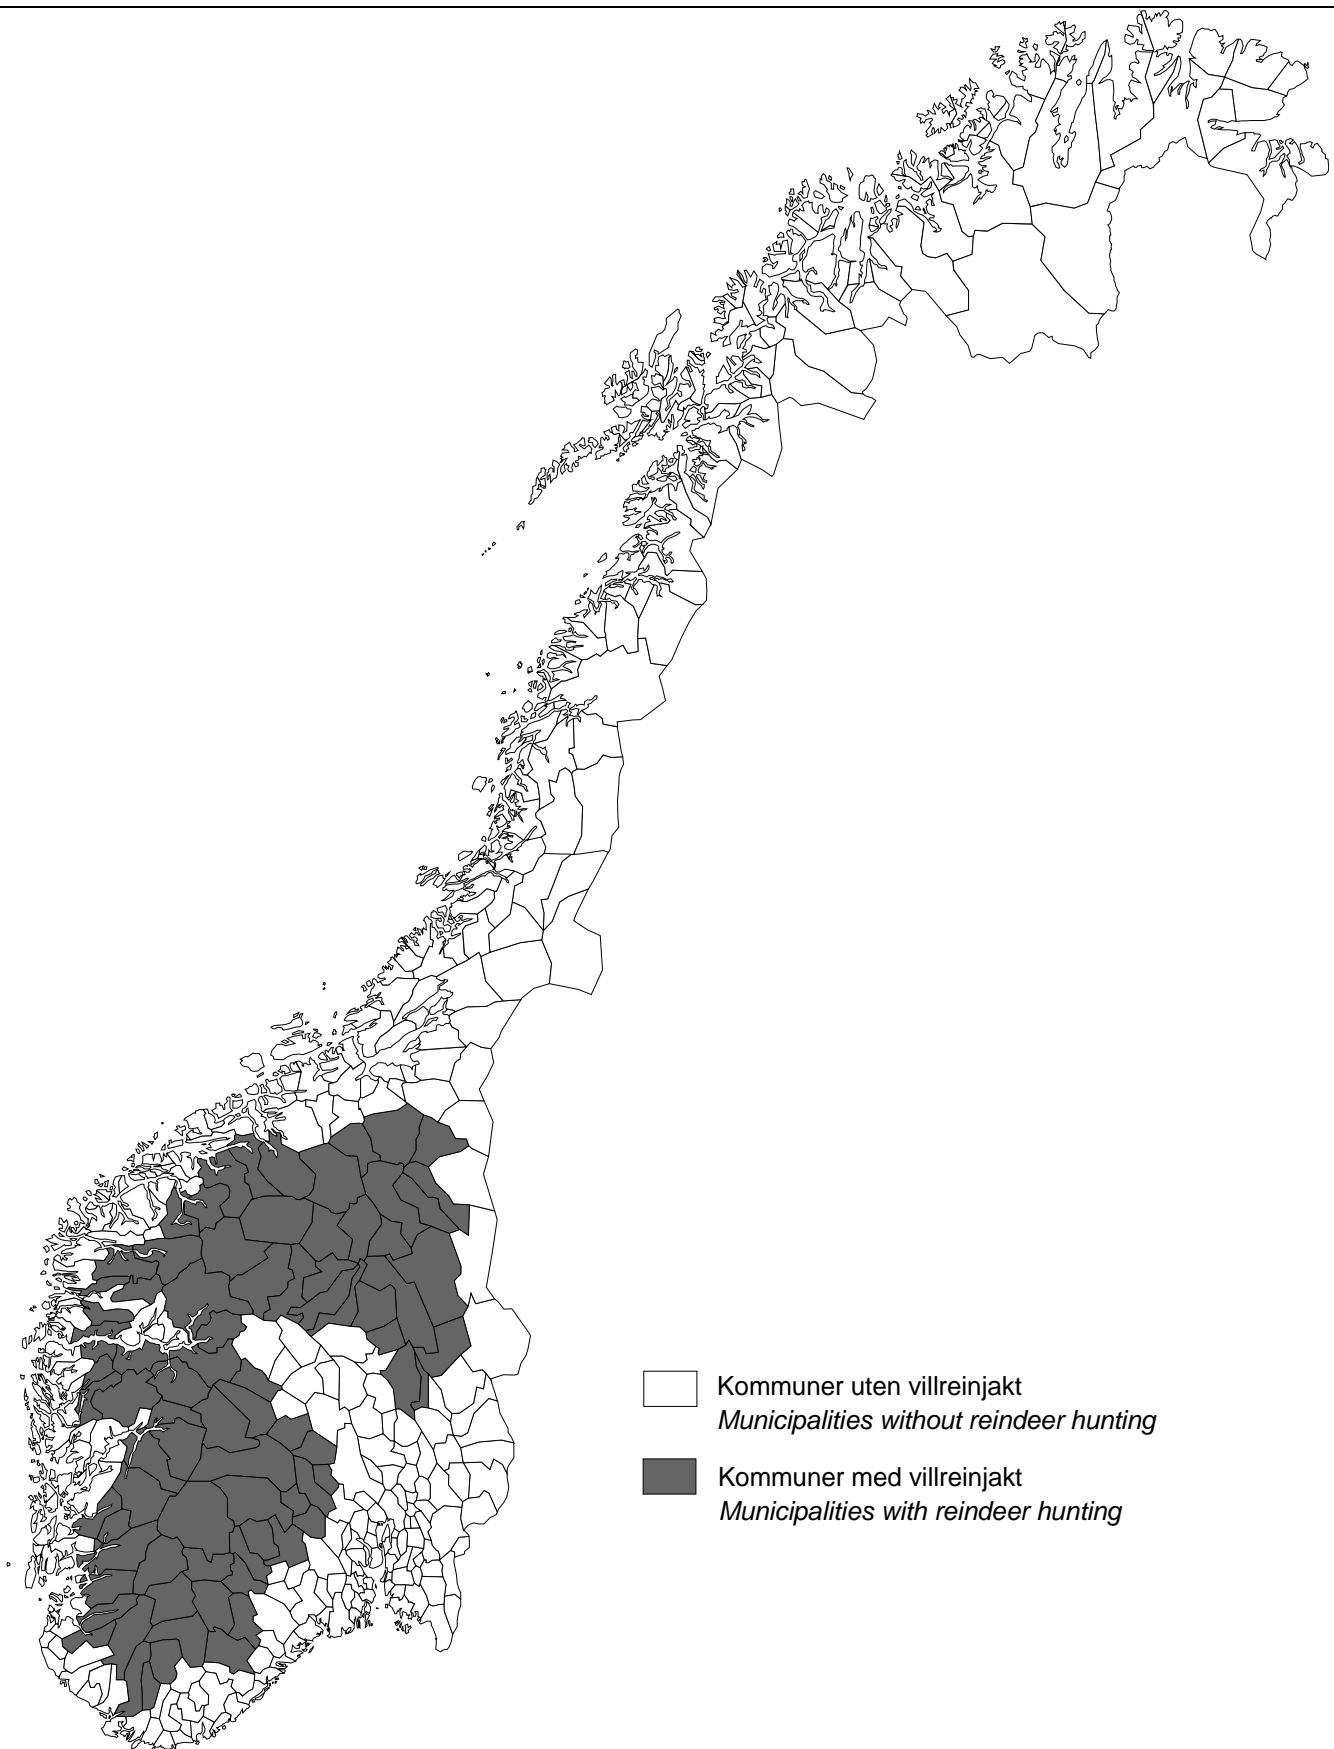 Kommuner uten villreinjakt
Municipalities without reindeer hunting
Kommuner med villreinjakt
Municipalities with reindeer hunting